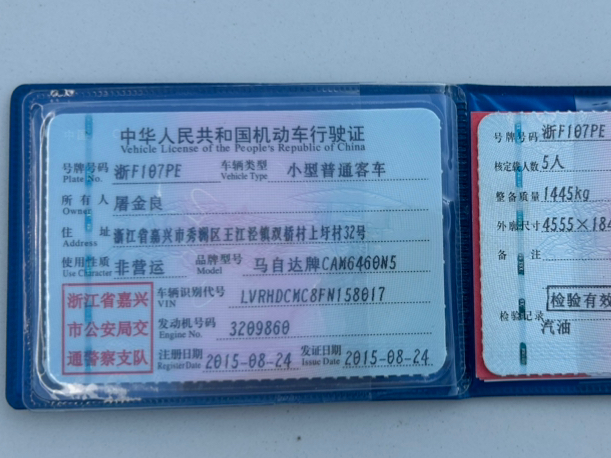 中华人民共和国机动车行驶证
Vehicle License of the People's Republic of China
号牌号码 浙F107PE 车辆类型 小型普通客车
Plate No. Vehicle Type
所有人 屠金良
Owner
住址 浙江省嘉兴市秀洲区王江泾镇双桥村上圩村32号
Address
使用性质 非营运 品牌型号 马自达牌CAM6460N5
Use Character Model
浙江省嘉兴
市公安局交
通警察支队
车辆识别代号 LVRHDCMC8FN158017
VIN
发动机号码 3209860
Engine No.
注册日期 2015-08-24 发证日期 2015-08-24
Register Date Issue Date
号牌号码 浙F107PE
核定载人数 5人
整备质量 1445kg
外廓尺寸 4555×184
备注
检验有效
检验记录
汽油